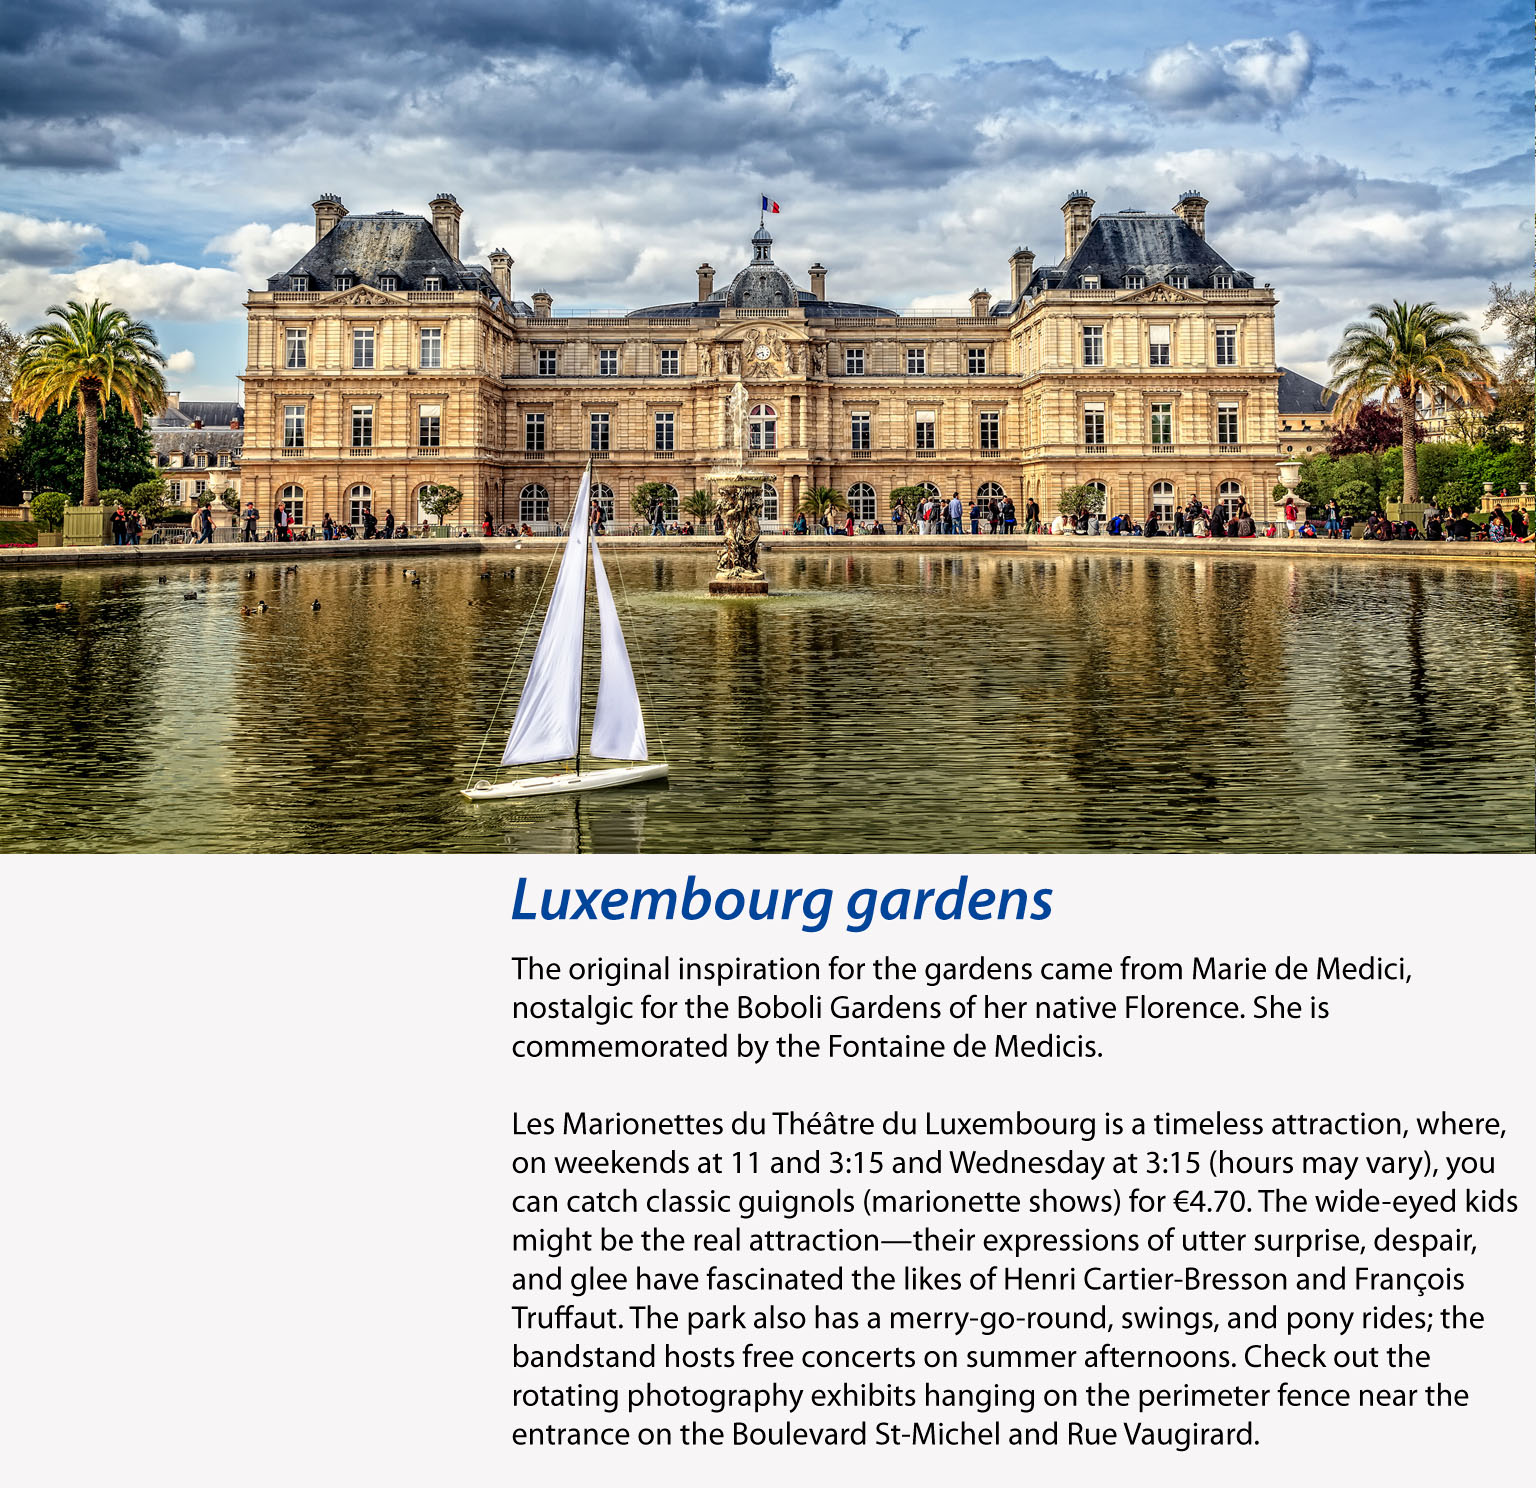 Luxembourg gardens
The original inspiration for the gardens came from Marie de Medici,
nostalgic for the Boboli Gardens of her native Florence. She is
commemorated by the Fontaine de Medicis.
Les Marionettes du Théâtre du Luxembourg is a timeless attraction, where,
on weekends at 11 and 3:15 and Wednesday at 3:15 (hours may vary), you
can catch classic guignols (marionette shows) for €4.70. The wide-eyed kids
might be the real attraction—their expressions of utter surprise, despair,
and glee have fascinated the likes of Henri Cartier-Bresson and François
Truffaut. The park also has a merry-go-round, swings, and pony rides; the
bandstand hosts free concerts on summer afternoons. Check out the
rotating photography exhibits hanging on the perimeter fence near the
entrance on the Boulevard St-Michel and Rue Vaugirard.